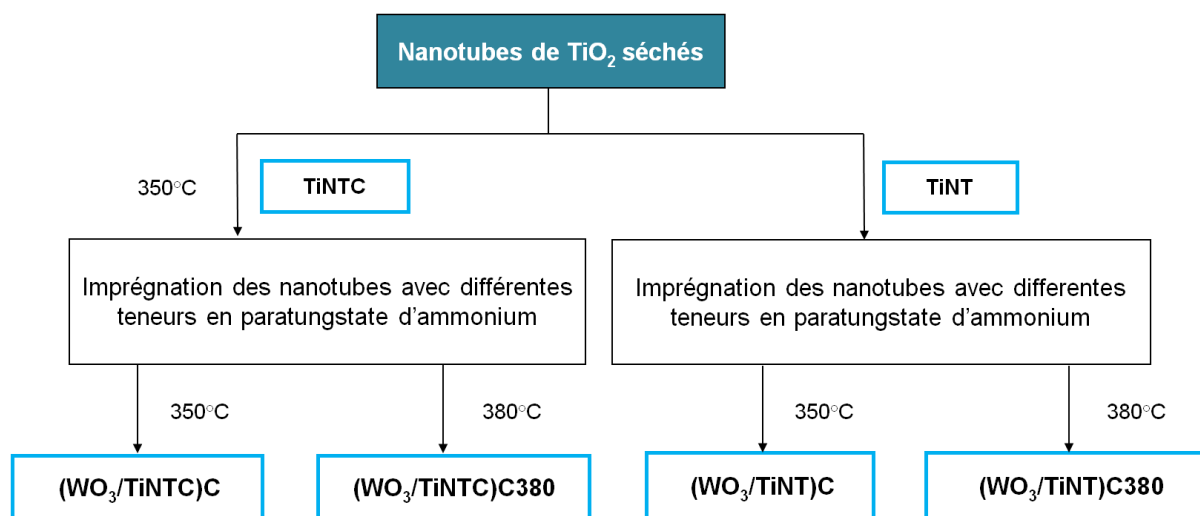 Nanotubes de TiO₂ séchés
350°C
TiNTC
TiNT
Imprégnation des nanotubes avec différentes
teneurs en paratungstate d'ammonium
Imprégnation des nanotubes avec differentes
teneurs en paratungstate d'ammonium
350°C
380°C
350°C
380°C
(WO₃/TiNTC)C
(WO₃/TiNTC)C380
(WO₃/TiNT)C
(WO₃/TiNT)C380